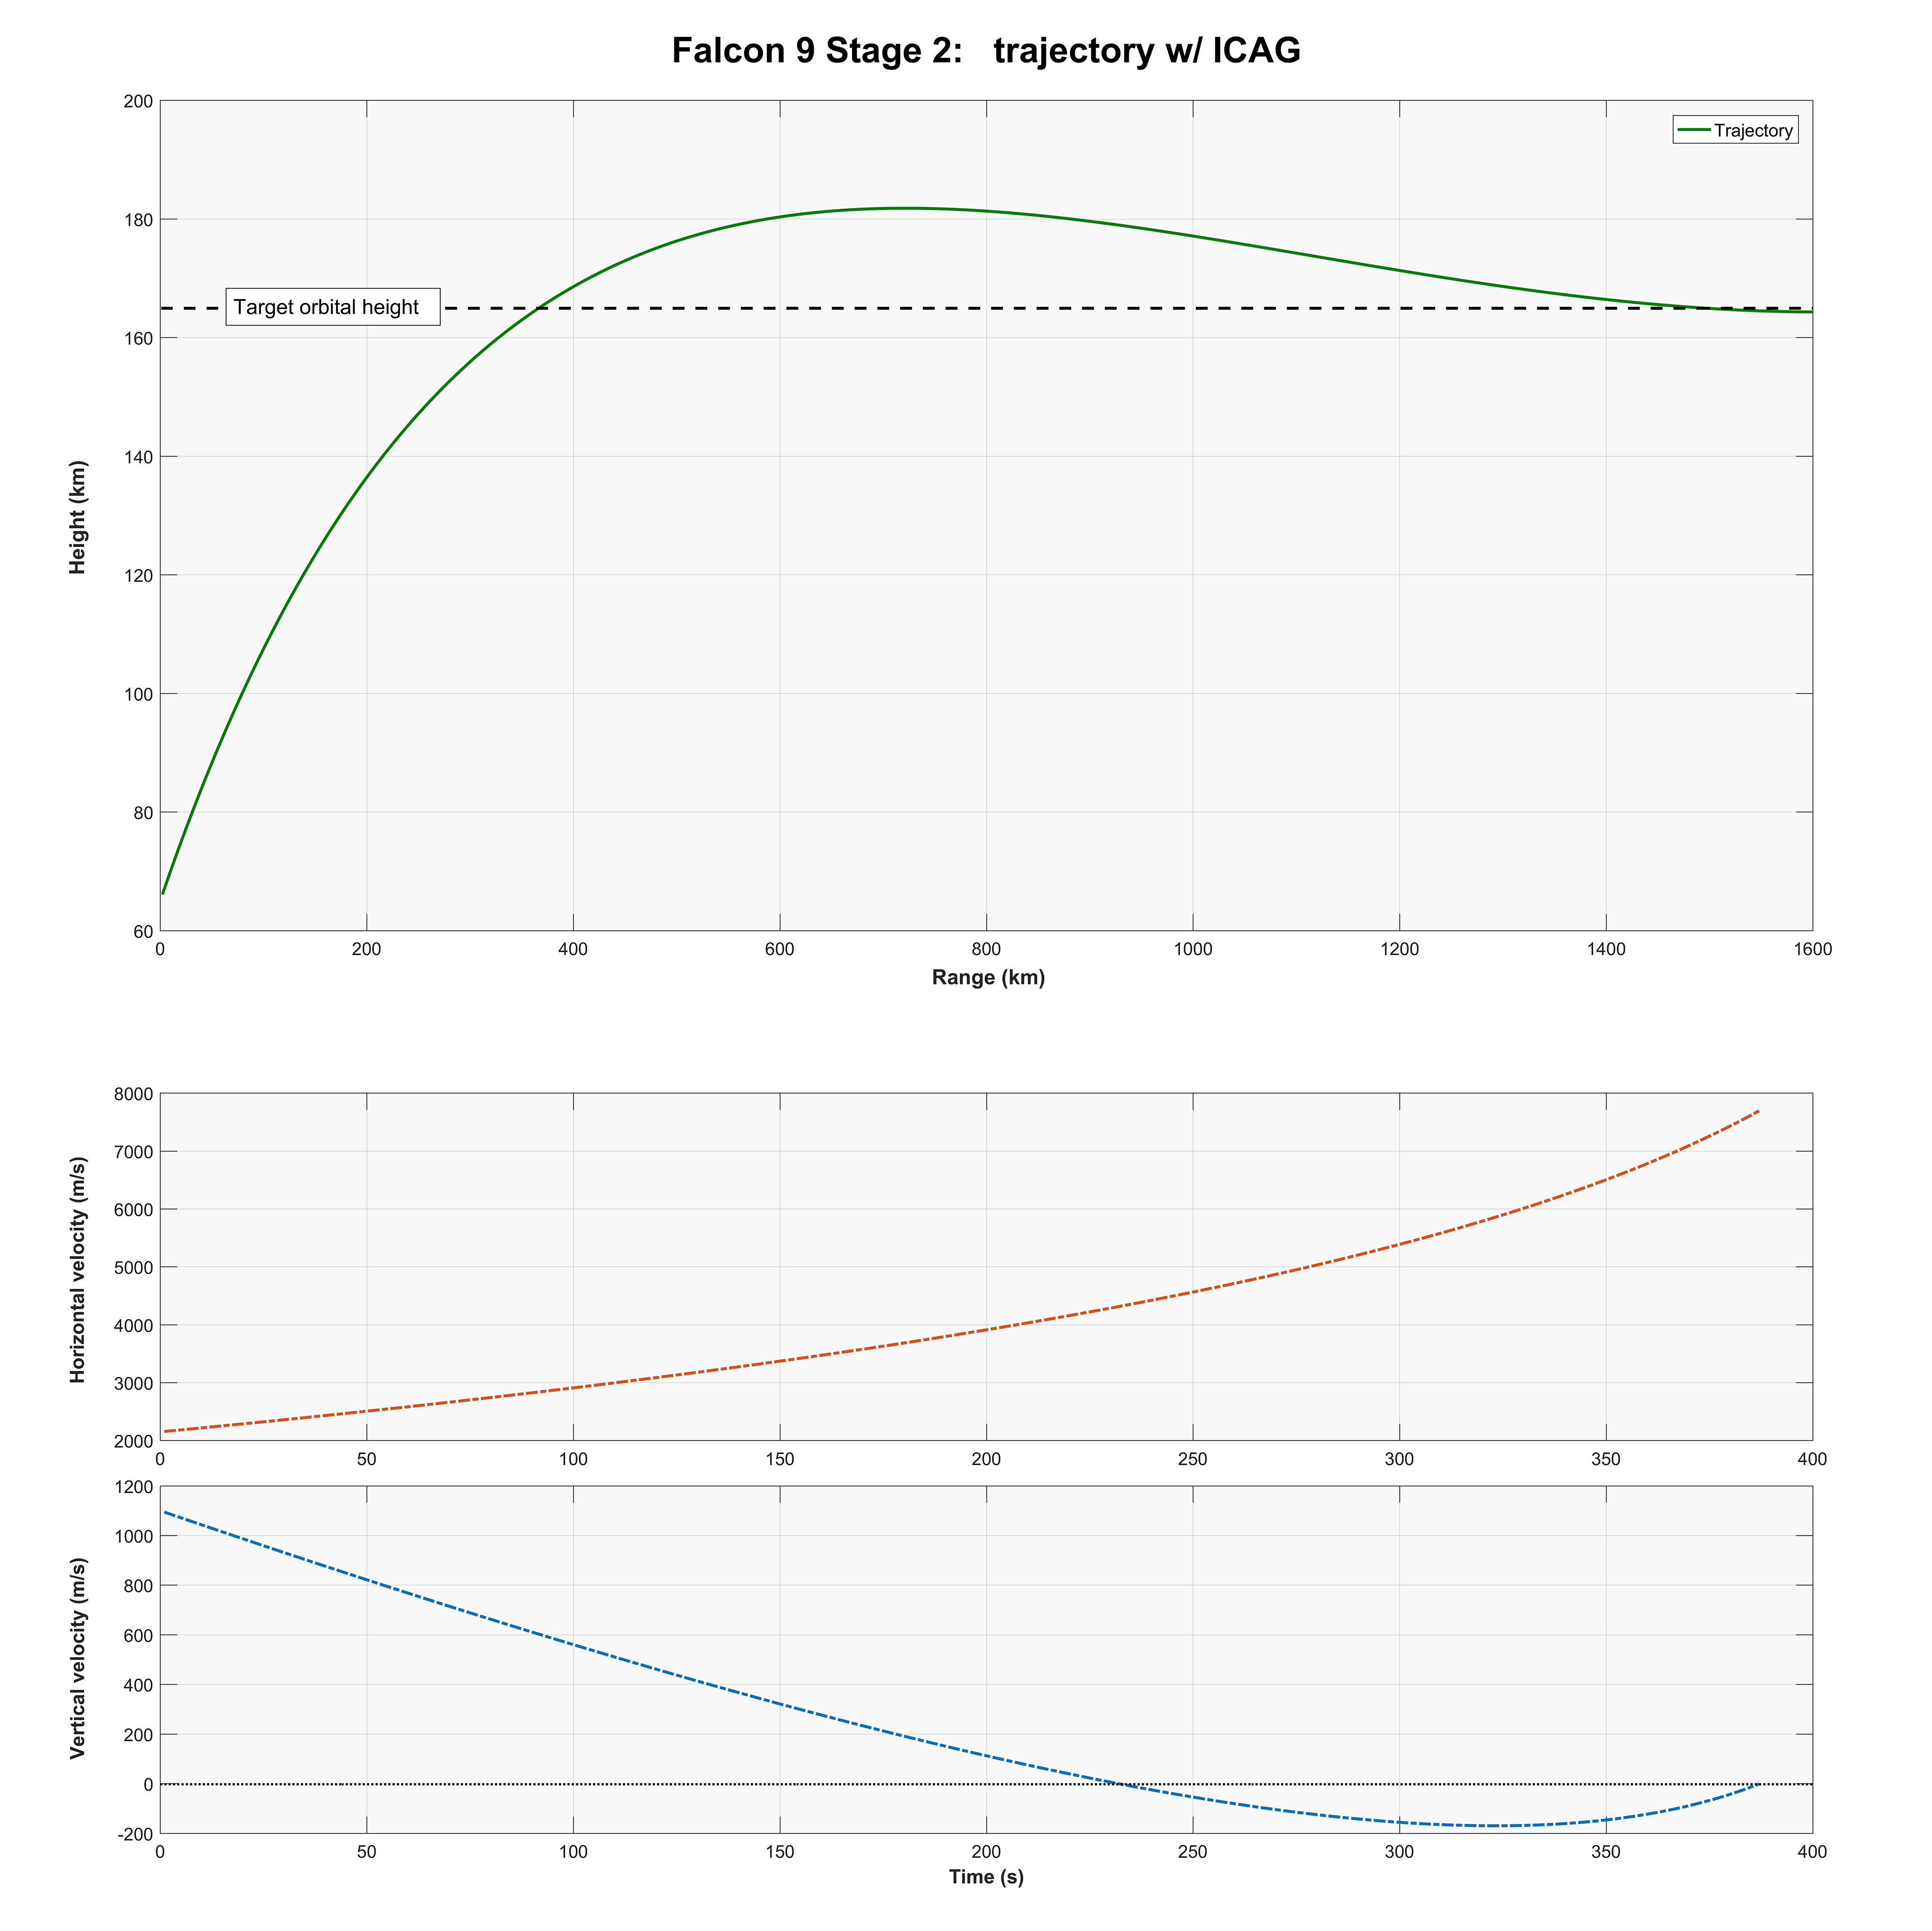 Falcon 9 Stage 2:   trajectory w/ ICAG
200
180
160
140
120
100
80
60
Height (km)
Trajectory
Target orbital height
0 200 400 600 800 1000 1200 1400 1600
Range (km)
8000
7000
6000
5000
4000
3000
2000
Horizontal velocity (m/s)
0 50 100 150 200 250 300 350 400
1200
1000
800
600
400
200
0
-200
Vertical velocity (m/s)
0 50 100 150 200 250 300 350 400
Time (s)